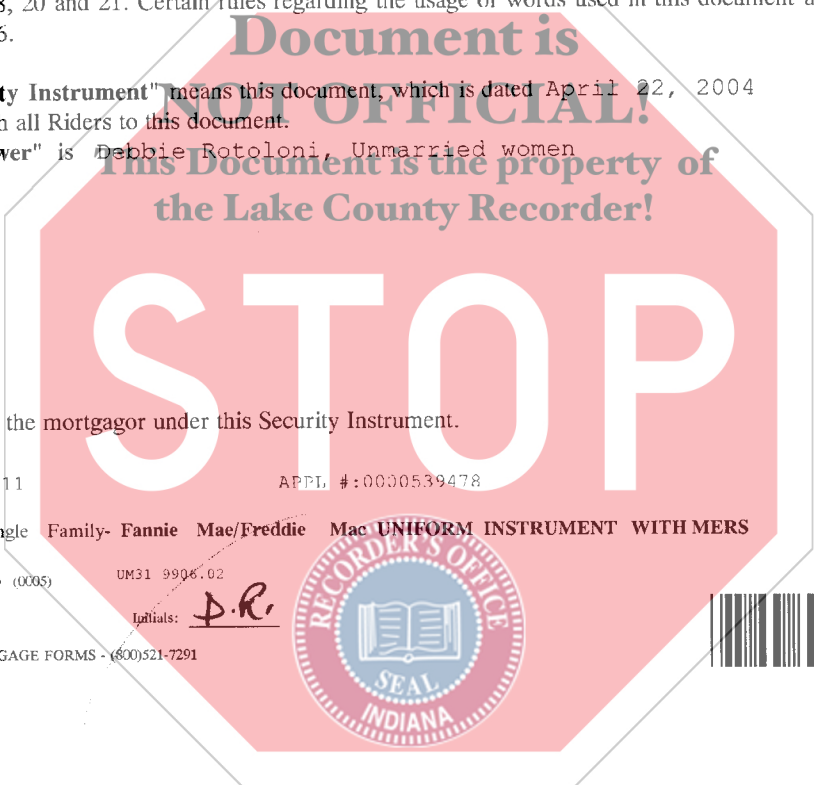 8, 20 and 21. Certain rules regarding the usage of words used in this document a
6.
Document is
ty Instrument" means this document, which is dated April 22, 2004
NOT OFFICIAL!
n all Riders to this document.
wer" is Debbie Rotoloni, Unmarried women
This Document is the property of
the Lake County Recorder!
STOP
the mortgagor under this Security Instrument.
11 APPL #:0000539478
ngle Family- Fannie Mae/Freddie Mac UNIFORM INSTRUMENT WITH MERS
(0005) UM31 9906.02
Initials: D.R.
GAGE FORMS - (800)521-7291
RECORDER'S OFFICE
SEAL
INDIANA